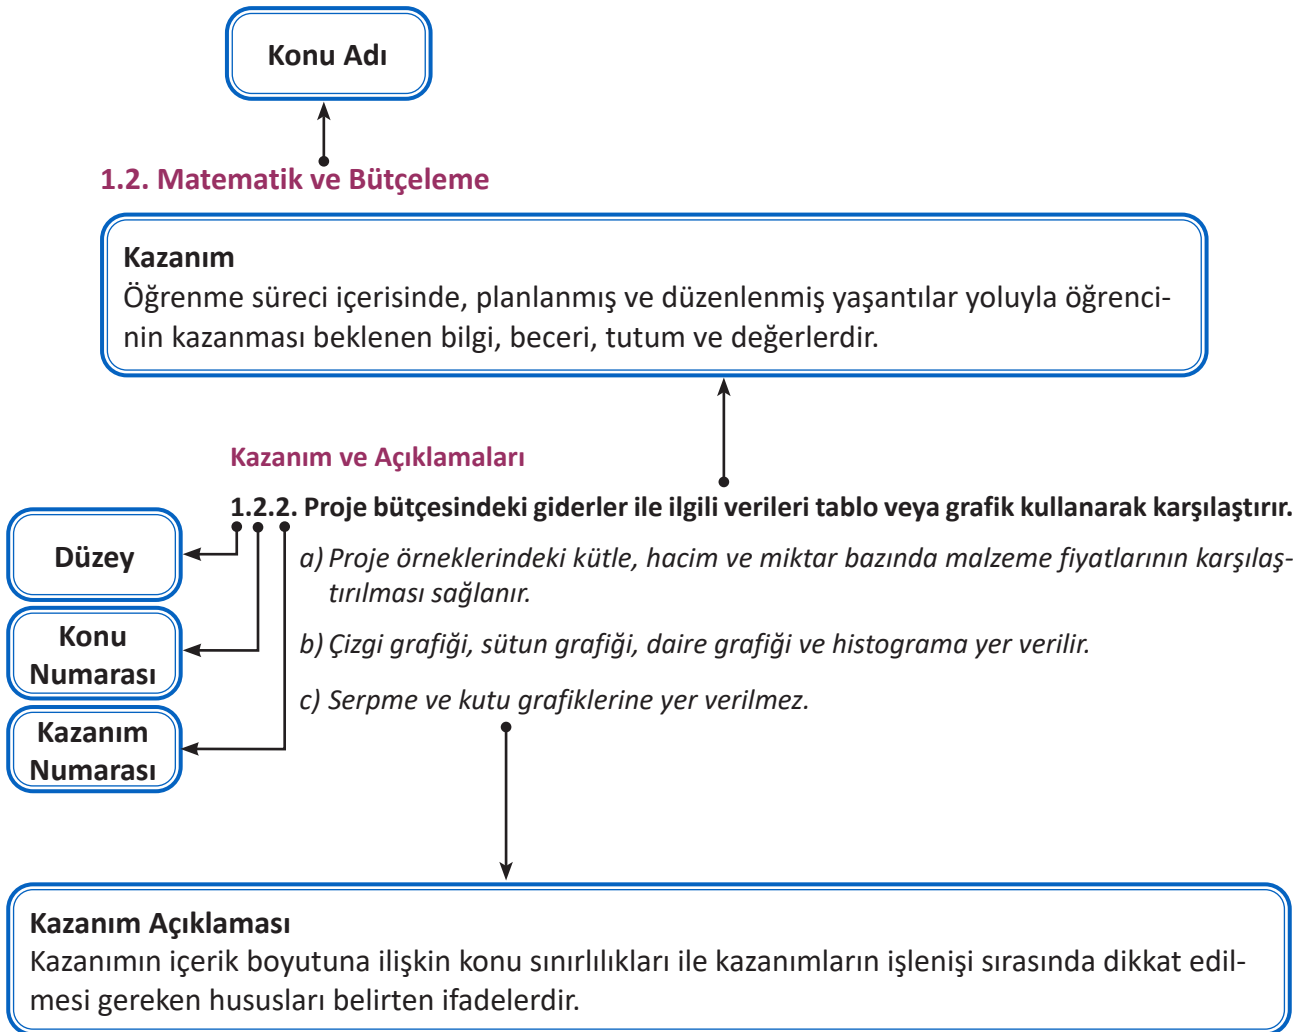 Konu Adı
1.2. Matematik ve Bütçeleme
Kazanım
Öğrenme süreci içerisinde, planlanmış ve düzenlenmiş yaşantılar yoluyla öğrenci-
nin kazanması beklenen bilgi, beceri, tutum ve değerlerdir.
Kazanım ve Açıklamaları
1.2.2. Proje bütçesindeki giderler ile ilgili verileri tablo veya grafik kullanarak karşılaştırır.
Düzey
a) Proje örneklerindeki kütle, hacim ve miktar bazında malzeme fiyatlarının karşılaş-
tırılması sağlanır.
Konu
Numarası
b) Çizgi grafiği, sütun grafiği, daire grafiği ve histograma yer verilir.
c) Serpme ve kutu grafiklerine yer verilmez.
Kazanım
Numarası
Kazanım Açıklaması
Kazanımın içerik boyutuna ilişkin konu sınırlılıkları ile kazanımların işlenişi sırasında dikkat edil-
mesi gereken hususları belirten ifadelerdir.